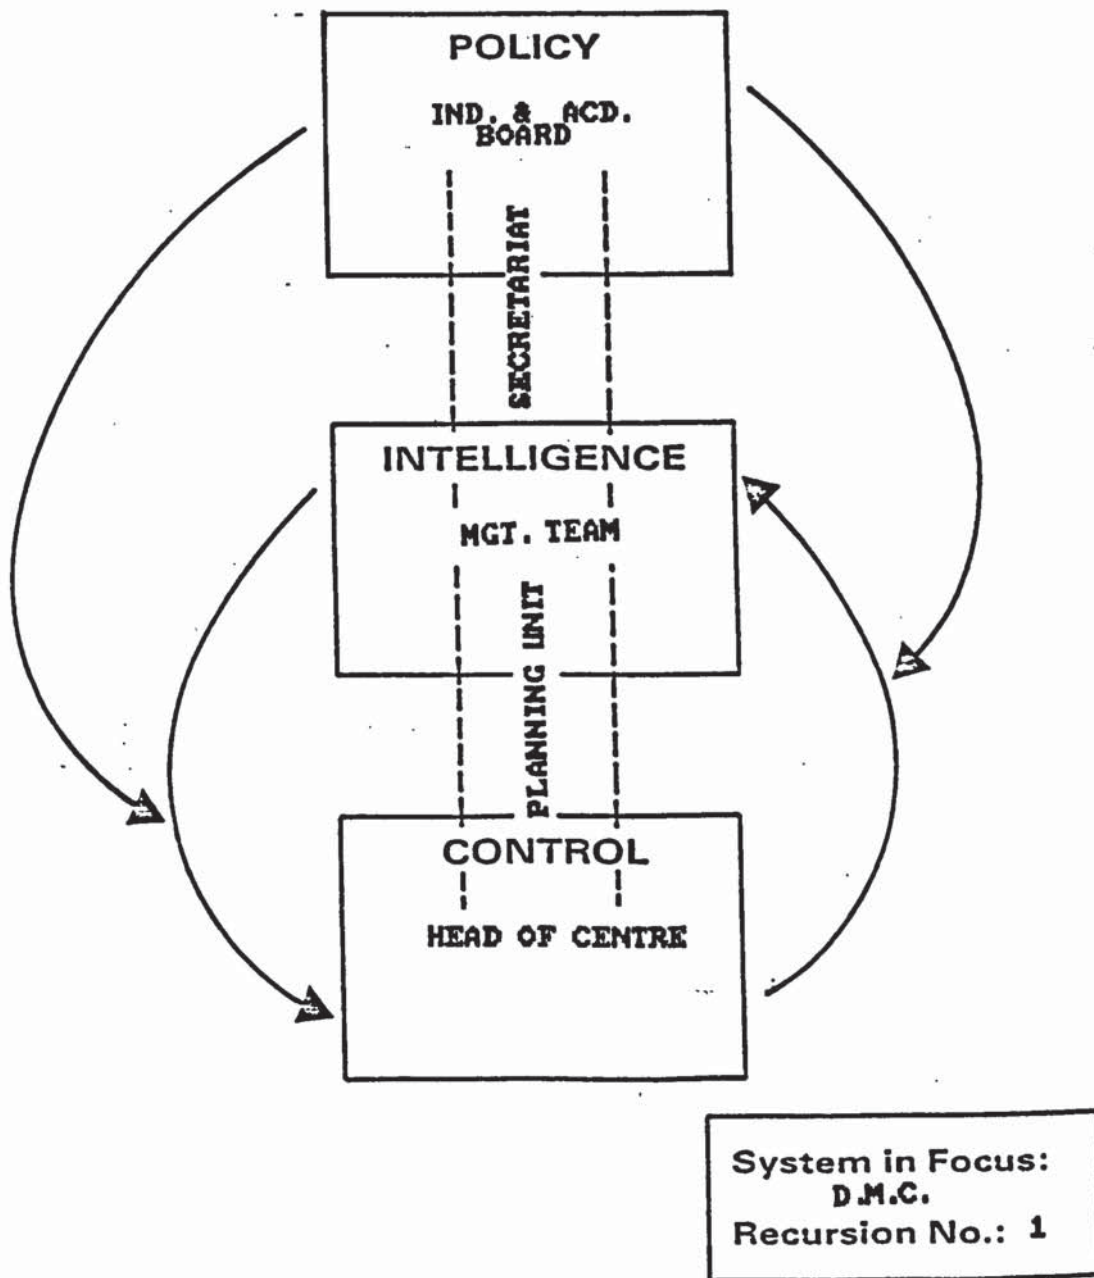 POLICY
IND. & ACD.
BOARD
SECRETARIAT
INTELLIGENCE
MGT. TEAM
PLANNING UNIT
CONTROL
HEAD OF CENTRE
System in Focus:
D.M.C.
Recursion No.: 1